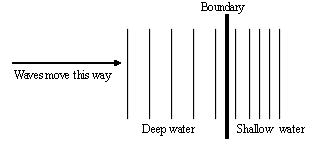 Boundary
Waves move this way
Deep water
Shallow water